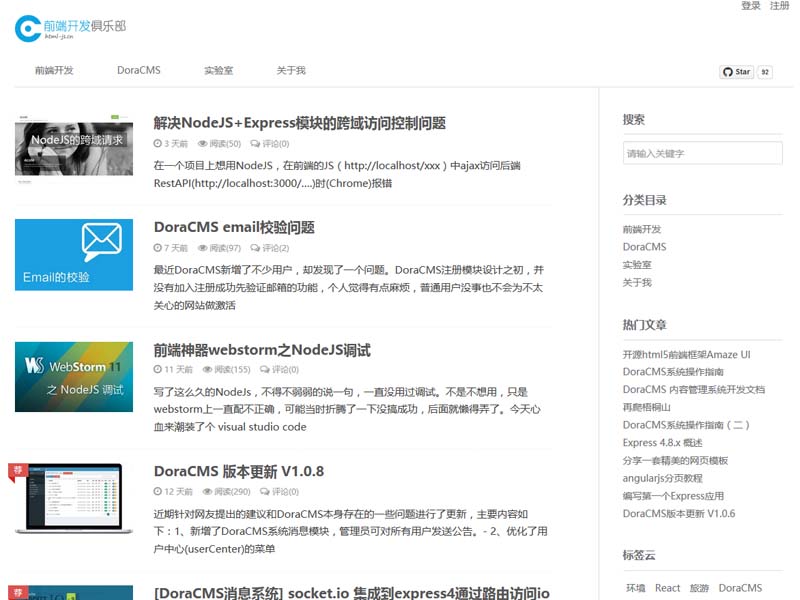 登录 注册
前端开发俱乐部
html-js.cn
前端开发 DoraCMS 实验室 关于我
Star 92
NodeJS的跨域请求
解决NodeJS+Express模块的跨域访问控制问题
3 天前 阅读(50) 评论(0)
在一个项目上想用NodeJS，在前端的JS（http://localhost/xxx）中ajax访问后端
RestAPI(http://localhost:3000/....)时(Chrome)报错
Email的校验
DoraCMS email校验问题
7 天前 阅读(97) 评论(2)
最近DoraCMS新增了不少用户，却发现了一个问题。DoraCMS注册模块设计之初，并
没有加入注册成功先验证邮箱的功能，个人觉得有点麻烦，普通用户没事也不会为不太
关心的网站做激活
WebStorm 11
之 NodeJS 调试
前端神器webstorm之NodeJS调试
11 天前 阅读(155) 评论(0)
写了这么久的NodeJs，不得不弱弱的说一句，一直没用过调试。不是不想用，只是
webstorm上一直配不正确，可能当时折腾了一下没搞成功，后面就懒得弄了。今天心
血来潮装了个 visual studio code
荐
DoraCMS 版本更新 V1.0.8
12 天前 阅读(290) 评论(0)
近期针对网友提出的建议和DoraCMS本身存在的一些问题进行了更新，主要内容如
下：1、新增了DoraCMS系统消息模块，管理员可对所有用户发送公告。- 2、优化了用
户中心(userCenter)的菜单
荐
[DoraCMS消息系统] socket.io 集成到express4通过路由访问io
搜索
请输入关键字
分类目录
前端开发
DoraCMS
实验室
关于我
热门文章
开源html5前端框架Amaze UI
DoraCMS系统操作指南
DoraCMS 内容管理系统开发文档
再爬梧桐山
DoraCMS系统操作指南（二）
Express 4.8.x 概述
分享一套精美的网页模板
angularjs分页教程
编写第一个Express应用
DoraCMS版本更新 V1.0.6
标签云
环境 React 旅游 DoraCMS